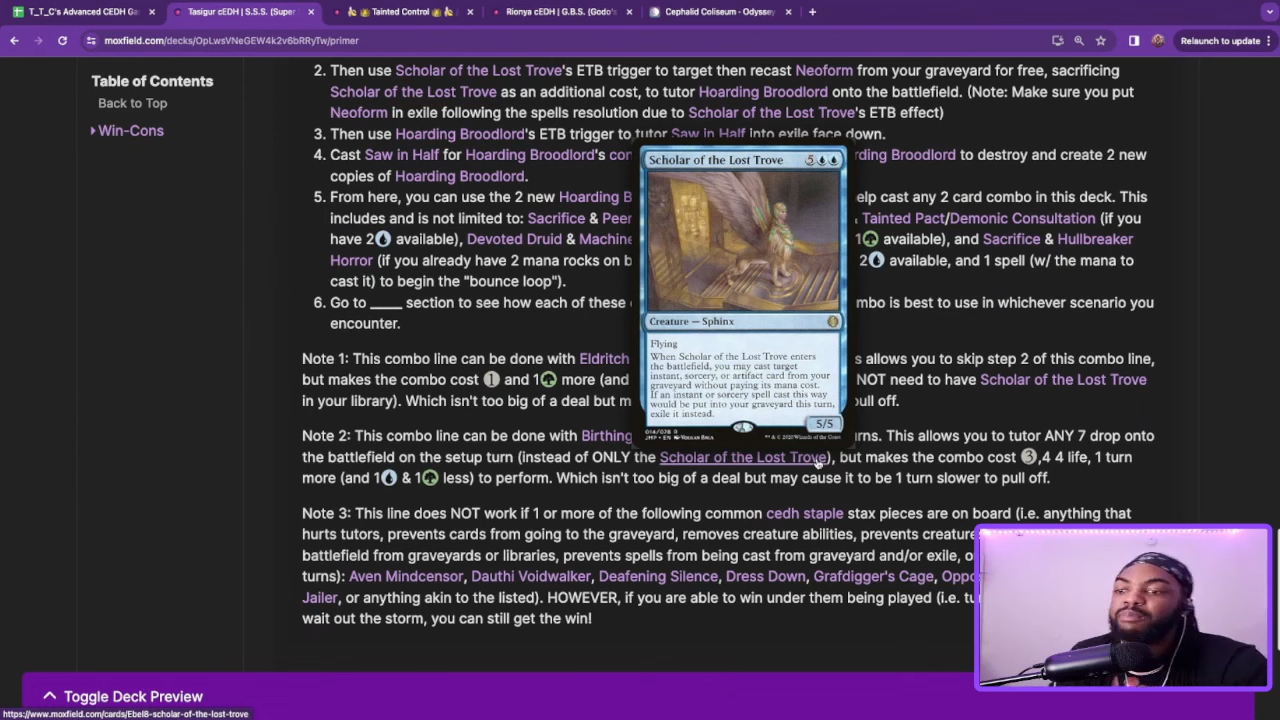 T_T_C's Advanced CEDH Ga
Tasigur cEDH | S.S.S. (Super
Tainted Control
Rionya cEDH | G.B.S. (Godo's
Cephalid Coliseum - Odyssey
moxfield.com/decks/OpLwsVNeGEW4k2v6bRRyTw/primer
Relaunch to update
Table of Contents
Back to Top
Win-Cons
2. Then use Scholar of the Lost Trove's ETB trigger to target then recast Neoform from your graveyard for free, sacrificing
Scholar of the Lost Trove as an additional cost, to tutor Hoarding Broodlord onto the battlefield. (Note: Make sure you put
Neoform in exile following the spells resolution due to Scholar of the Lost Trove's ETB effect)
3. Then use Hoarding Broodlord's ETB trigger to tutor Saw in Half into exile face down.
4. Cast Saw in Half for Hoarding Broodlord's con arding Broodlord to destroy and create 2 new
copies of Hoarding Broodlord.
5. From here, you can use the 2 new Hoarding elp cast any 2 card combo in this deck. This
includes and is not limited to: Sacrifice & Peer Tainted Pact/Demonic Consultation (if you
have 2 available), Devoted Druid & Machine 1 available), and Sacrifice & Hullbreaker
Horror (if you already have 2 mana rocks on b 2 available, and 1 spell (w/ the mana to
cast it) to begin the "bounce loop").
6. Go to ____ section to see how each of these mbo is best to use in whichever scenario you
encounter.
Note 1: This combo line can be done with Eldritch s allows you to skip step 2 of this combo line,
but makes the combo cost 1 and 1 more (and NOT need to have Scholar of the Lost Trove
in your library). Which isn't too big of a deal but m off.
Note 2: This combo line can be done with Birthing urns. This allows you to tutor ANY 7 drop onto
the battlefield on the setup turn (instead of ONLY the Scholar of the Lost Trove), but makes the combo cost 3,4 4 life, 1 turn
more (and 1 & 1 less) to perform. Which isn't too big of a deal but may cause it to be 1 turn slower to pull off.
Note 3: This line does NOT work if 1 or more of the following common cedh staple stax pieces are on board (i.e. anything that
hurts tutors, prevents cards from going to the graveyard, removes creature abilities, prevents creatu
battlefield from graveyards or libraries, prevents spells from being cast from graveyard and/or exile, o
turns): Aven Mindcensor, Dauthi Voidwalker, Deafening Silence, Dress Down, Grafdigger's Cage, Oppo
Jailer, or anything akin to the listed). HOWEVER, if you are able to win under them being played (i.e. tu
wait out the storm, you can still get the win!
Scholar of the Lost Trove 5
Creature — Sphinx
Flying
When Scholar of the Lost Trove enters
the battlefield, you may cast target
instant, sorcery, or artifact card from your
graveyard without paying its mana cost.
If an instant or sorcery spell cast this way
would be put into your graveyard this turn,
exile it instead.
5/5
Toggle Deck Preview
https://www.moxfield.com/cards/Ebel8-scholar-of-the-lost-trove